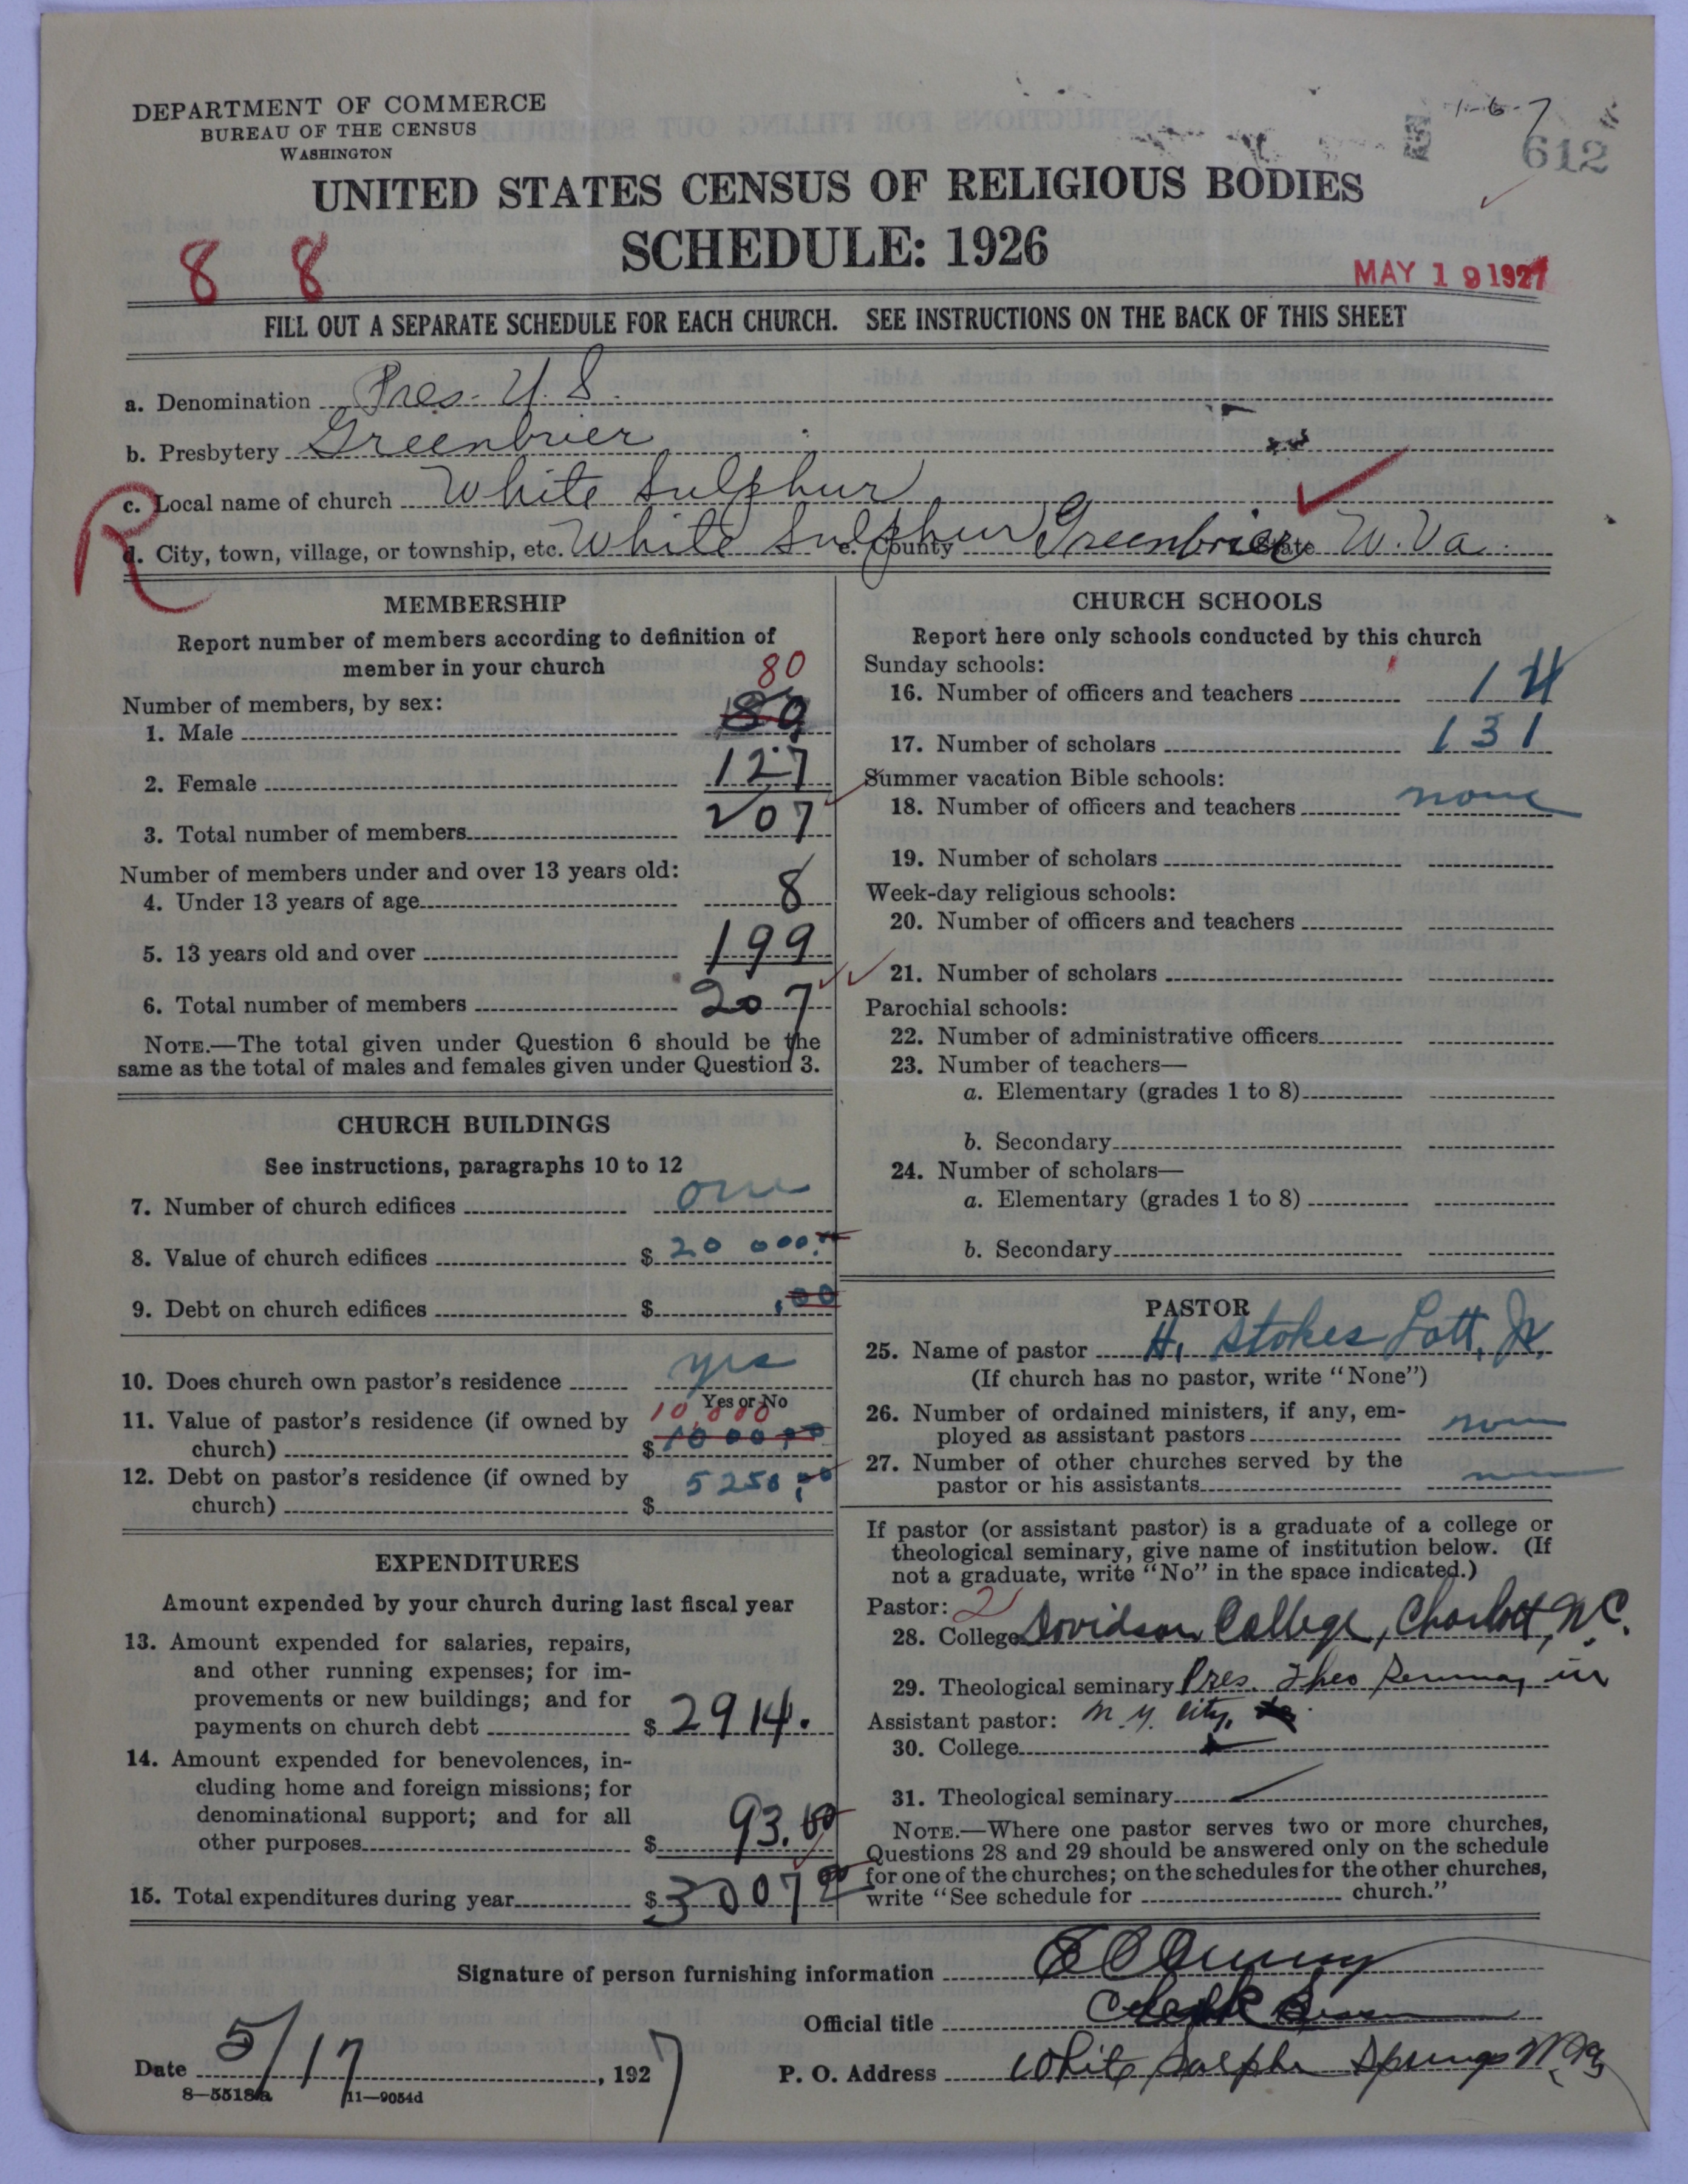 DEPARTMENT OF COMMERCE
BUREAU OF THE CENSUS
WASHINGTON
1-6-7
612
UNITED STATES CENSUS OF RELIGIOUS BODIES
SCHEDULE: 1926
8 8
MAY 19 1927
FILL OUT A SEPARATE SCHEDULE FOR EACH CHURCH. SEE INSTRUCTIONS ON THE BACK OF THIS SHEET
a. Denomination Pres. U.S.
b. Presbytery Greenbrier
R
c. Local name of church White Sulphur
d. City, town, village, or township, etc. White Sulphur e. County Greenbrier State W. Va.
MEMBERSHIP
Report number of members according to definition of
member in your church
Number of members, by sex:
80
1. Male 89
2. Female 127
3. Total number of members 207
Number of members under and over 13 years old:
4. Under 13 years of age 8
5. 13 years old and over 199
6. Total number of members 207
NOTE.—The total given under Question 6 should be the
same as the total of males and females given under Question 3.
CHURCH BUILDINGS
See instructions, paragraphs 10 to 12
7. Number of church edifices one
8. Value of church edifices $ 20 000.00
9. Debt on church edifices $ .00
10. Does church own pastor's residence yes
Yes or No
11. Value of pastor's residence (if owned by 10,000
church) $ 10 00.00
12. Debt on pastor's residence (if owned by 5250.00
church) $
EXPENDITURES
Amount expended by your church during last fiscal year
13. Amount expended for salaries, repairs,
and other running expenses; for im-
provements or new buildings; and for
payments on church debt $ 2914.
14. Amount expended for benevolences, in-
cluding home and foreign missions; for
denominational support; and for all
other purposes $ 93.00
15. Total expenditures during year $ 3007 00
CHURCH SCHOOLS
Report here only schools conducted by this church
Sunday schools:
16. Number of officers and teachers 14
17. Number of scholars 131
Summer vacation Bible schools:
18. Number of officers and teachers none
19. Number of scholars
Week-day religious schools:
20. Number of officers and teachers
21. Number of scholars
Parochial schools:
22. Number of administrative officers
23. Number of teachers—
a. Elementary (grades 1 to 8)
b. Secondary
24. Number of scholars—
a. Elementary (grades 1 to 8)
b. Secondary
PASTOR
25. Name of pastor H. Stokes Lott, Jr.
(If church has no pastor, write "None")
26. Number of ordained ministers, if any, em-
ployed as assistant pastors none
27. Number of other churches served by the
pastor or his assistants none
If pastor (or assistant pastor) is a graduate of a college or
theological seminary, give name of institution below. (If
not a graduate, write "No" in the space indicated.)
Pastor: 2
28. College Davidson College, Charlott, N.C.
29. Theological seminary Pres. Theo Seminay in
Assistant pastor: N. Y. City,
30. College
31. Theological seminary
NOTE.—Where one pastor serves two or more churches,
Questions 28 and 29 should be answered only on the schedule
for one of the churches; on the schedules for the other churches,
write "See schedule for church."
Signature of person furnishing information
Official title Clerk
Date 5/17, 1927
P. O. Address White Sulphr Springs W. Va
8—5518a 11—9054d